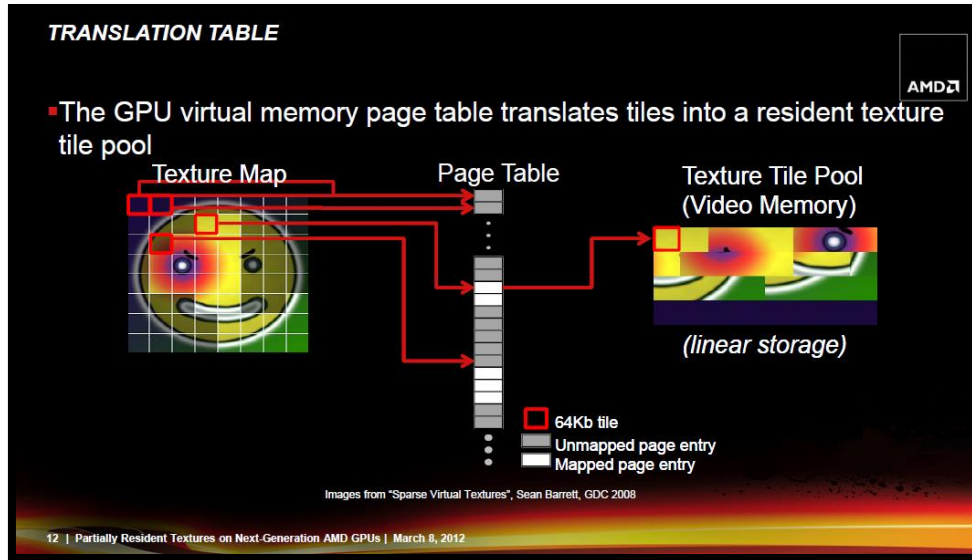 TRANSLATION TABLE
AMD
▪The GPU virtual memory page table translates tiles into a resident texture
tile pool
Texture Map
Page Table
Texture Tile Pool
(Video Memory)
(linear storage)
64Kb tile
Unmapped page entry
Mapped page entry
Images from "Sparse Virtual Textures", Sean Barrett, GDC 2008
12 | Partially Resident Textures on Next-Generation AMD GPUs | March 8, 2012